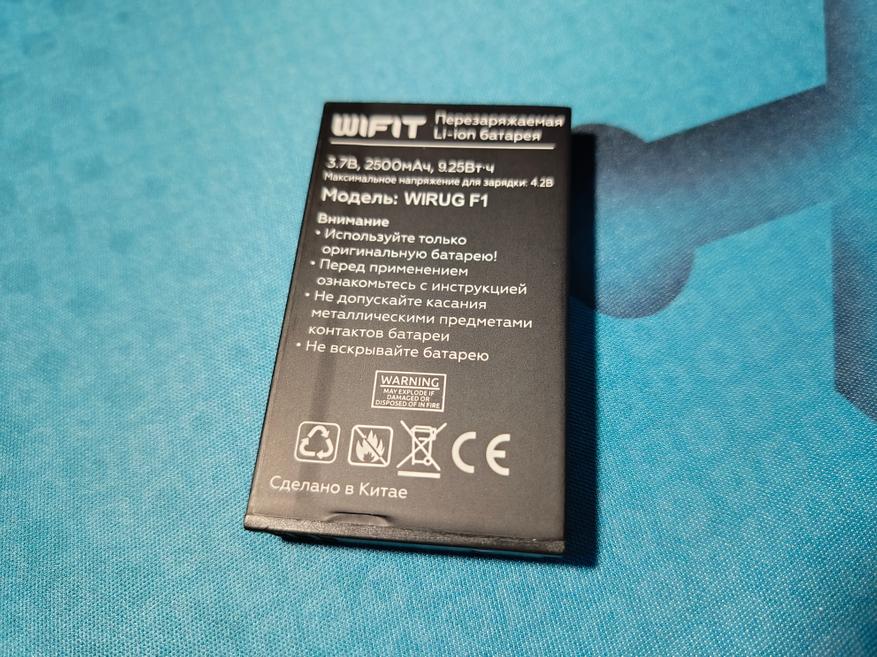 WIFIT
Перезаряжаемая
Li-ion батарея
3.7В, 2500мАч, 9.25Вт·ч
Максимальное напряжение для зарядки: 4.2В
Модель: WIRUG F1
Внимание
• Используйте только
оригинальную батарею!
• Перед применением
ознакомьтесь с инструкцией
• Не допускайте касания
металлическими предметами
контактов батареи
• Не вскрывайте батарею
WARNING
MAY EXPLODE IF
DAMAGED OR
DISPOSED OF IN FIRE
CE
Сделано в Китае